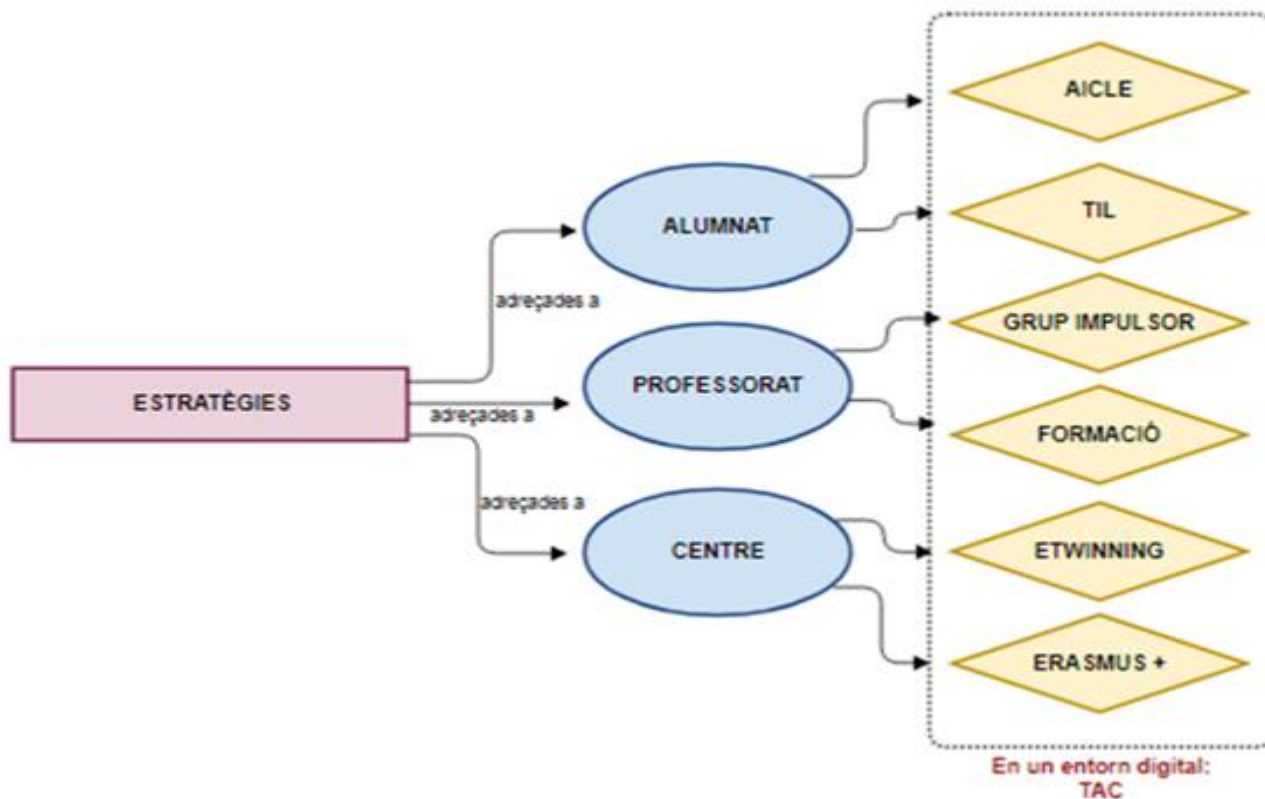 AICLE
ALUMNAT
TIL
adreçades a
GRUP IMPULSOR
PROFESSORAT
ESTRATÈGIES
adreçades a
FORMACIÓ
adreçades a
CENTRE
ETWINNING
ERASMUS +
En un entorn digital:
TAC